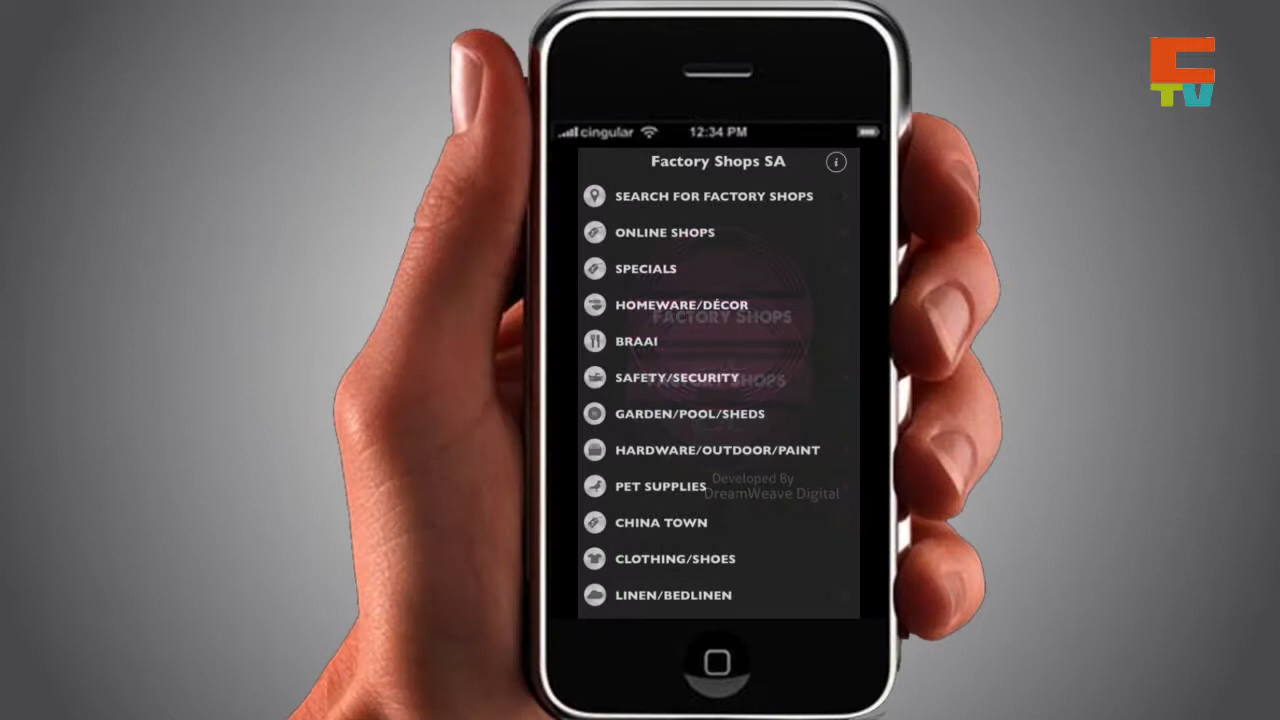 CTV
cingular 12:34 PM
Factory Shops SA i
SEARCH FOR FACTORY SHOPS
ONLINE SHOPS
SPECIALS
HOMEWARE/DÉCOR
FACTORY SHOPS
BRAAI
SAFETY/SECURITY
SHOPS
GARDEN/POOL/SHEDS
HARDWARE/OUTDOOR/PAINT
PET SUPPLIES
Developed By
DreamWeave Digital
CHINA TOWN
CLOTHING/SHOES
LINEN/BEDLINEN